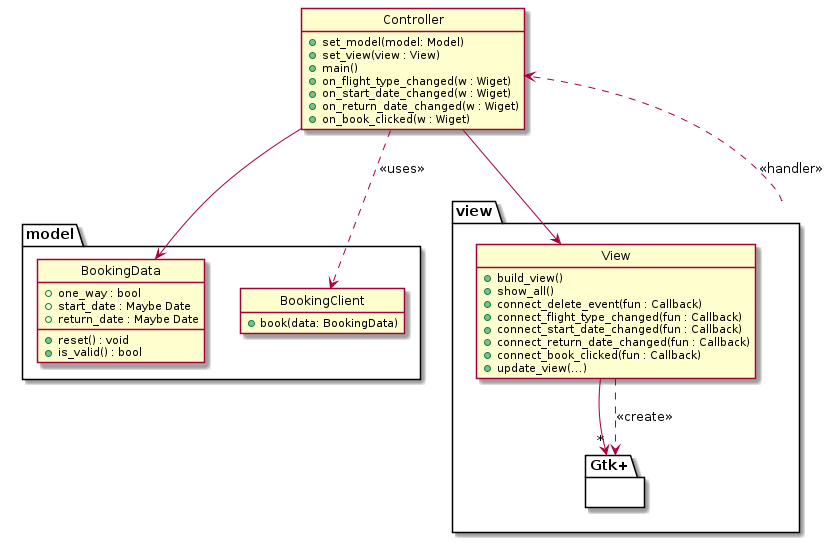 Controller
set_model(model: Model)
set_view(view : View)
main()
on_flight_type_changed(w : Wiget)
on_start_date_changed(w : Wiget)
on_return_date_changed(w : Wiget)
on_book_clicked(w : Wiget)
«uses»
«handler»
model
BookingData
one_way : bool
start_date : Maybe Date
return_date : Maybe Date
reset() : void
is_valid() : bool
BookingClient
book(data: BookingData)
view
View
build_view()
show_all()
connect_delete_event(fun : Callback)
connect_flight_type_changed(fun : Callback)
connect_start_date_changed(fun : Callback)
connect_return_date_changed(fun : Callback)
connect_book_clicked(fun : Callback)
update_view(...)
«create»
*
Gtk+